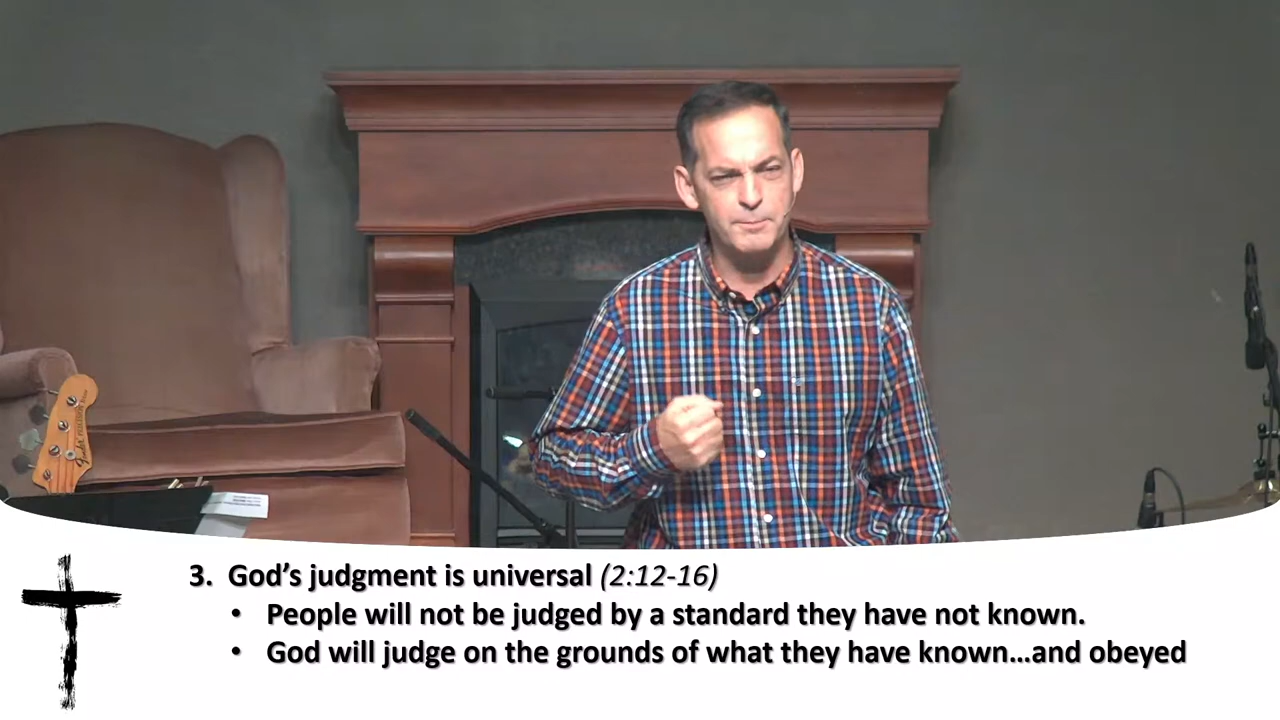 Fender
3. God's judgment is universal (2:12-16)
• People will not be judged by a standard they have not known.
• God will judge on the grounds of what they have known...and obeyed